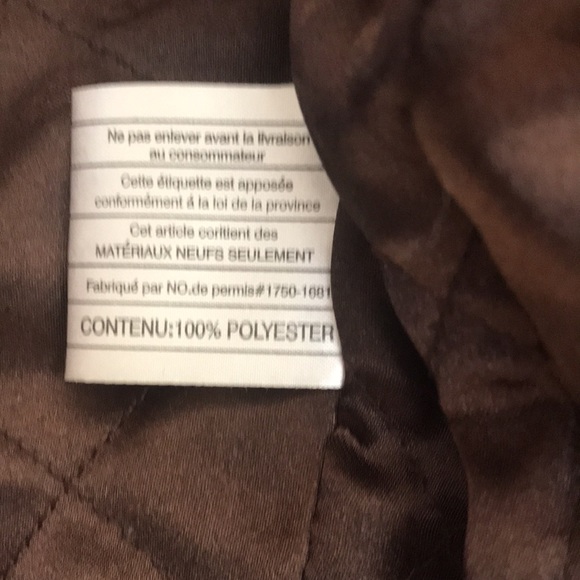 Ne pas enlever avant la livraison
au consommateur
Cette étiquette est apposée
conformément á la loi de la province
Cet article contient des
MATÉRIAUX NEUFS SEULEMENT
Fabriqué par NO.de permis#1750-1681
CONTENU:100% POLYESTER